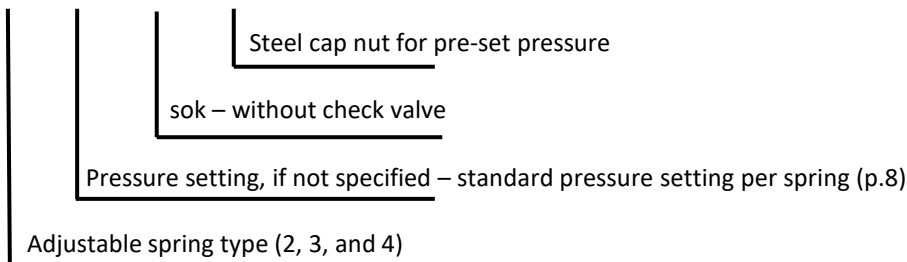 Steel cap nut for pre-set pressure
sok – without check valve
Pressure setting, if not specified – standard pressure setting per spring (p.8)
Adjustable spring type (2, 3, and 4)